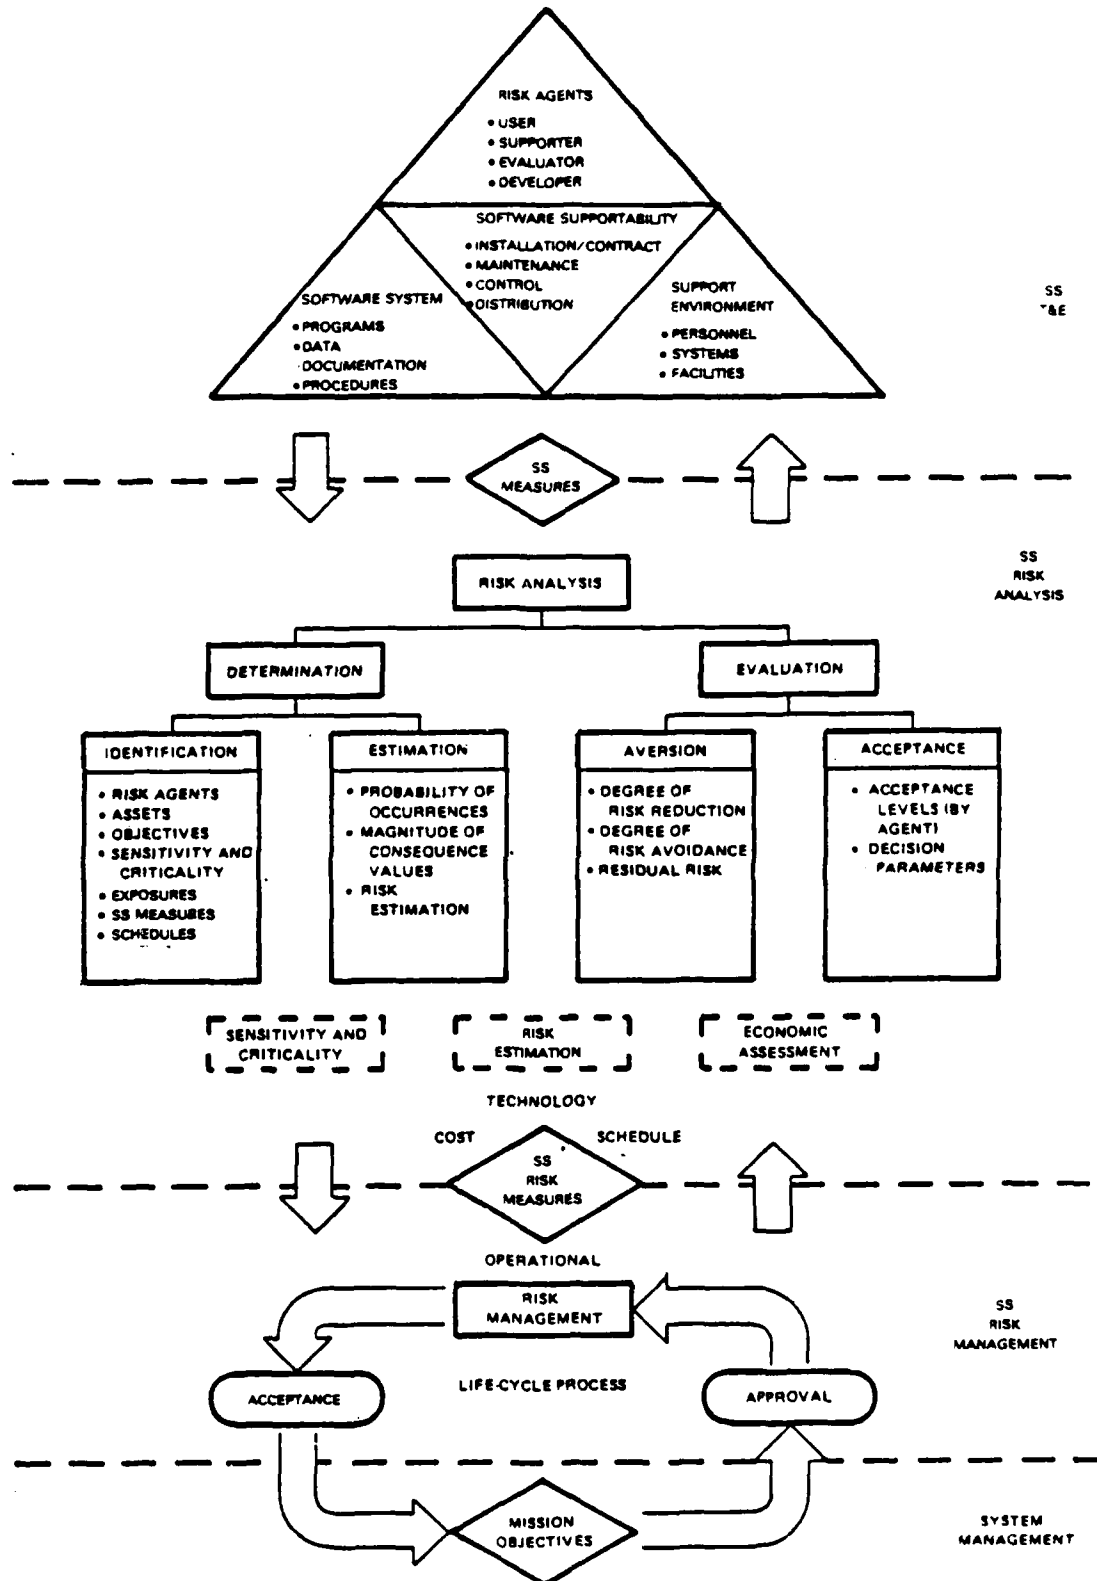 RISK AGENTS
• USER
• SUPPORTER
• EVALUATOR
• DEVELOPER
SOFTWARE SUPPORTABILITY
• INSTALLATION/CONTRACT
• MAINTENANCE
• CONTROL
• DISTRIBUTION
SOFTWARE SYSTEM
• PROGRAMS
• DATA
DOCUMENTATION
• PROCEDURES
SUPPORT
ENVIRONMENT
• PERSONNEL
• SYSTEMS
• FACILITIES
SS
T&E
SS
MEASURES
SS
RISK
ANALYSIS
RISK ANALYSIS
DETERMINATION
EVALUATION
IDENTIFICATION
• RISK AGENTS
• ASSETS
• OBJECTIVES
• SENSITIVITY AND
CRITICALITY
• EXPOSURES
• SS MEASURES
• SCHEDULES
ESTIMATION
• PROBABILITY OF
OCCURRENCES
• MAGNITUDE OF
CONSEQUENCE
VALUES
• RISK
ESTIMATION
AVERSION
• DEGREE OF
RISK REDUCTION
• DEGREE OF
RISK AVOIDANCE
• RESIDUAL RISK
ACCEPTANCE
• ACCEPTANCE
LEVELS (BY
AGENT)
• DECISION
PARAMETERS
SENSITIVITY AND
CRITICALITY
RISK
ESTIMATION
ECONOMIC
ASSESSMENT
TECHNOLOGY
COST
SCHEDULE
SS
RISK
MEASURES
OPERATIONAL
RISK
MANAGEMENT
SS
RISK
MANAGEMENT
ACCEPTANCE
LIFE-CYCLE PROCESS
APPROVAL
MISSION
OBJECTIVES
SYSTEM
MANAGEMENT